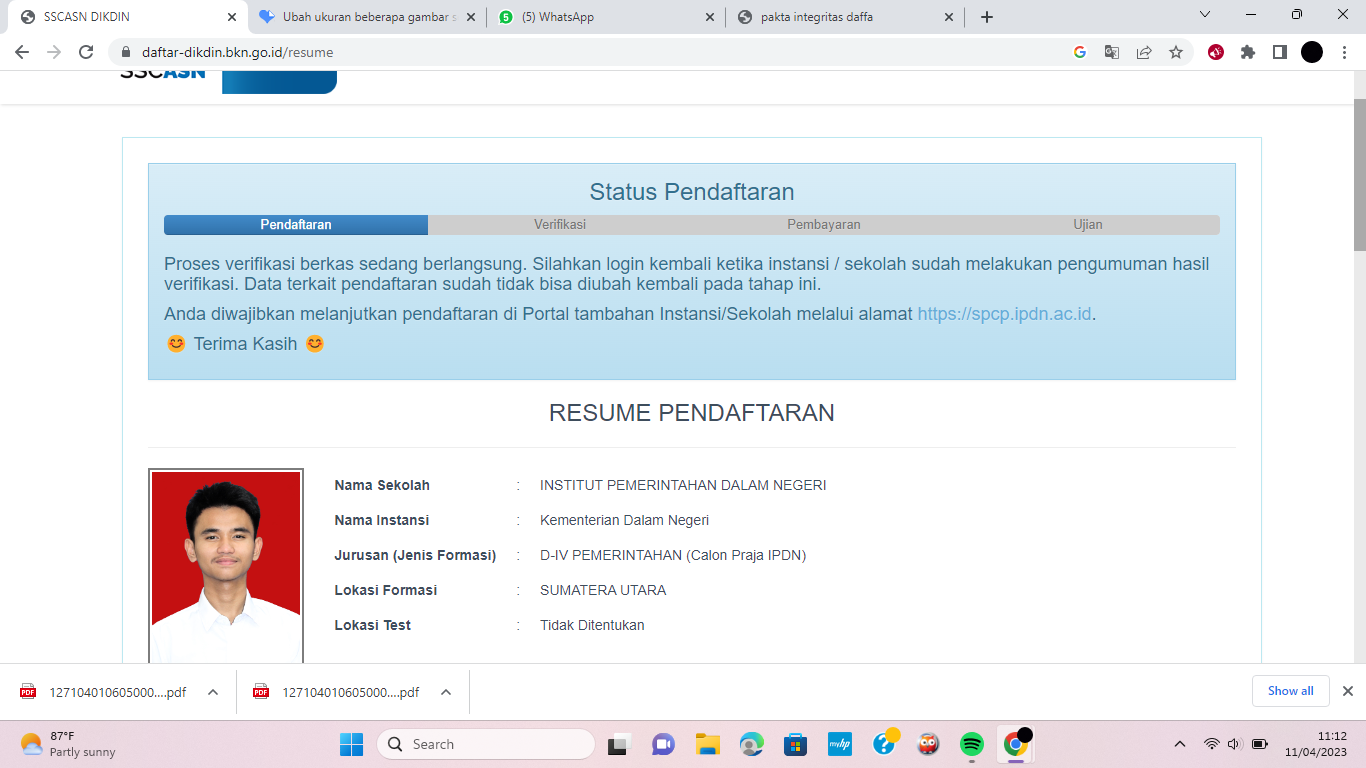 SSCASN DIKDIN
Ubah ukuran beberapa gambar s
(5) WhatsApp
pakta integritas daffa
daftar-dikdin.bkn.go.id/resume
SSCASN
Status Pendaftaran
Pendaftaran Verifikasi Pembayaran Ujian
Proses verifikasi berkas sedang berlangsung. Silahkan login kembali ketika instansi / sekolah sudah melakukan pengumuman hasil
verifikasi. Data terkait pendaftaran sudah tidak bisa diubah kembali pada tahap ini.
Anda diwajibkan melanjutkan pendaftaran di Portal tambahan Instansi/Sekolah melalui alamat https://spcp.ipdn.ac.id.
😊 Terima Kasih 😊
RESUME PENDAFTARAN
Nama Sekolah : INSTITUT PEMERINTAHAN DALAM NEGERI
Nama Instansi : Kementerian Dalam Negeri
Jurusan (Jenis Formasi) : D-IV PEMERINTAHAN (Calon Praja IPDN)
Lokasi Formasi : SUMATERA UTARA
Lokasi Test : Tidak Ditentukan
PDF 127104010605000....pdf
PDF 127104010605000....pdf
Show all
87°F
Partly sunny
Search
myhp
11:12
11/04/2023